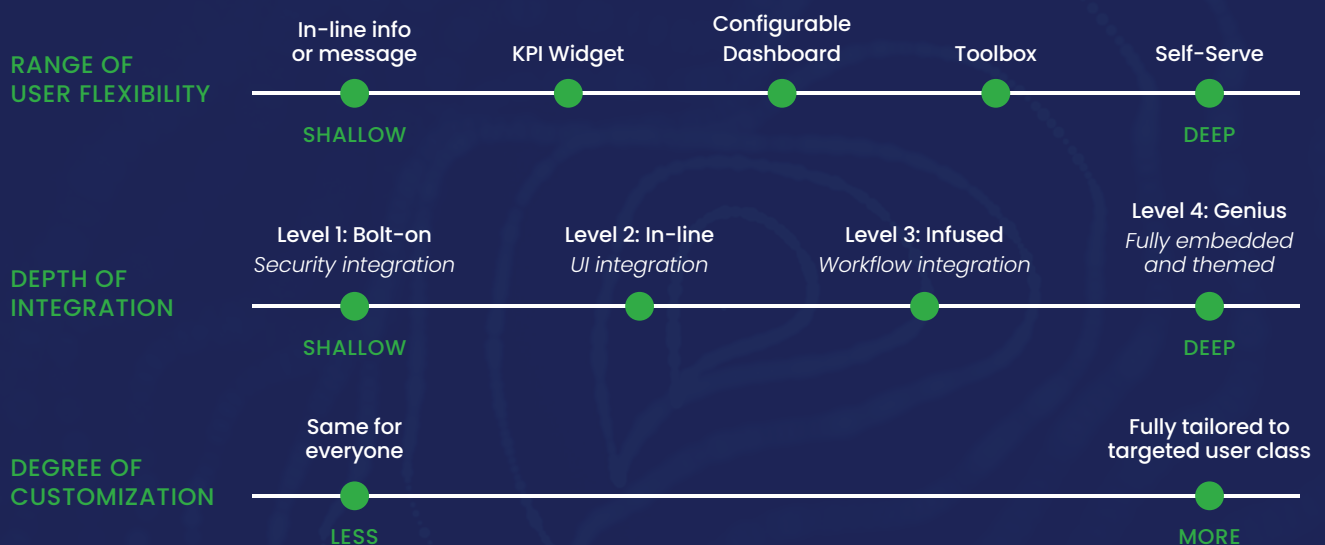 RANGE OF
USER FLEXIBILITY
In-line info
or message
KPI Widget
Configurable
Dashboard
Toolbox
Self-Serve
SHALLOW
DEEP
DEPTH OF
INTEGRATION
Level 1: Bolt-on
Security integration
Level 2: In-line
UI integration
Level 3: Infused
Workflow integration
Level 4: Genius
Fully embedded
and themed
SHALLOW
DEEP
DEGREE OF
CUSTOMIZATION
Same for
everyone
Fully tailored to
targeted user class
LESS
MORE